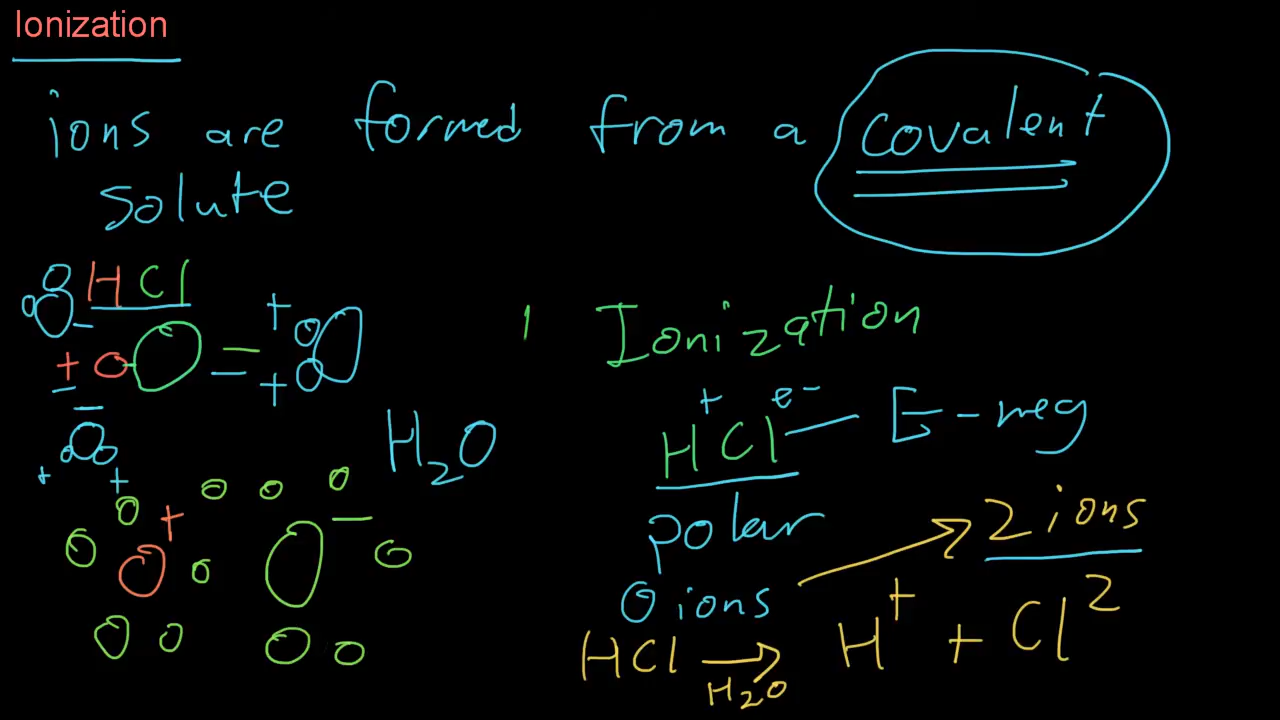 Ionization
ions are formed from a covalent
solute
HCl
H₂O
Ionization
+ e⁻
HCl — E-neg
polar
0 ions → 2 ions
HCl →H₂O H⁺ + Cl²